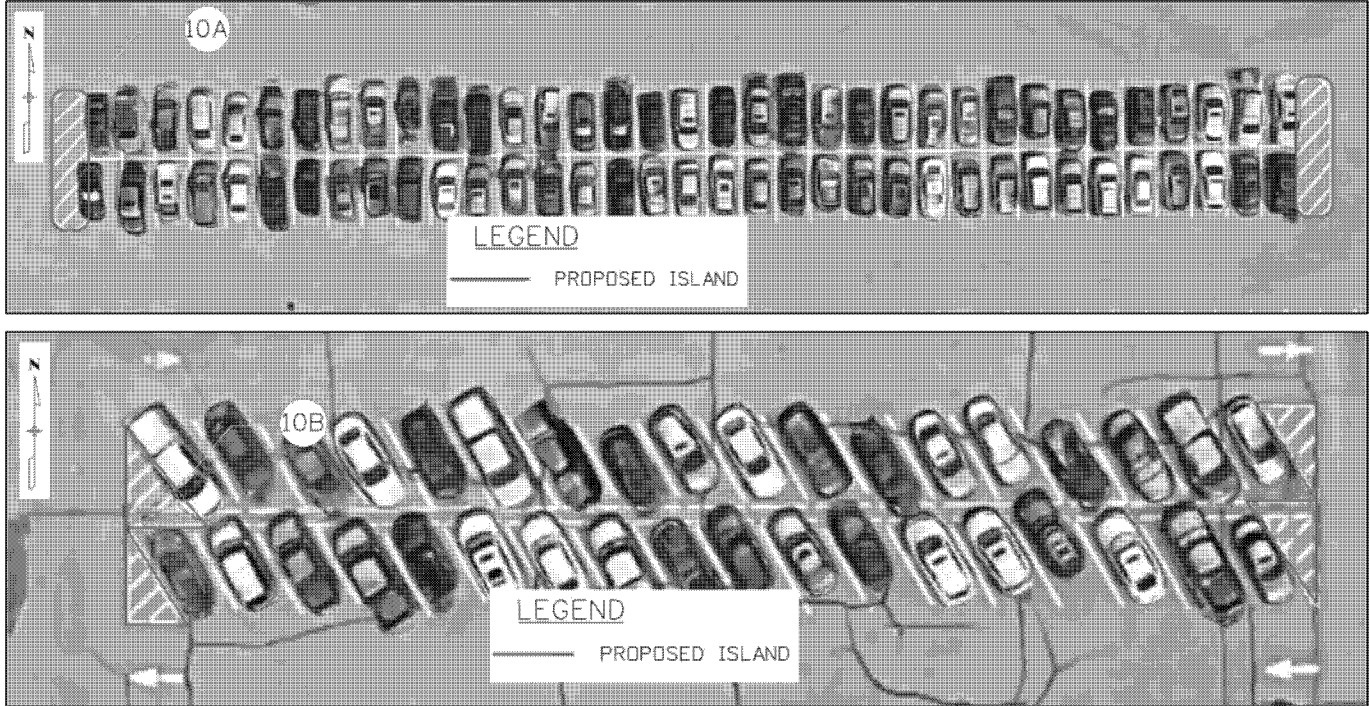 N
10A
LEGEND
PROPOSED ISLAND
N
10B
LEGEND
PROPOSED ISLAND